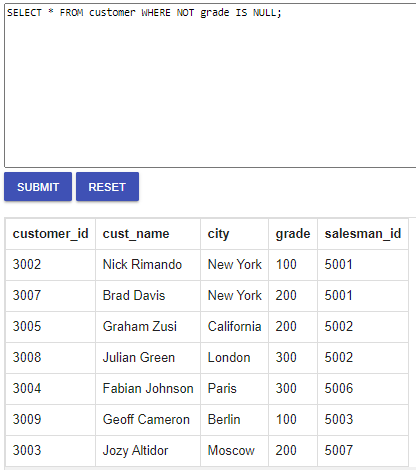 SELECT * FROM customer WHERE NOT grade IS NULL;
SUBMIT RESET
customer_id cust_name city grade salesman_id
3002 Nick Rimando New York 100 5001
3007 Brad Davis New York 200 5001
3005 Graham Zusi California 200 5002
3008 Julian Green London 300 5002
3004 Fabian Johnson Paris 300 5006
3009 Geoff Cameron Berlin 100 5003
3003 Jozy Altidor Moscow 200 5007